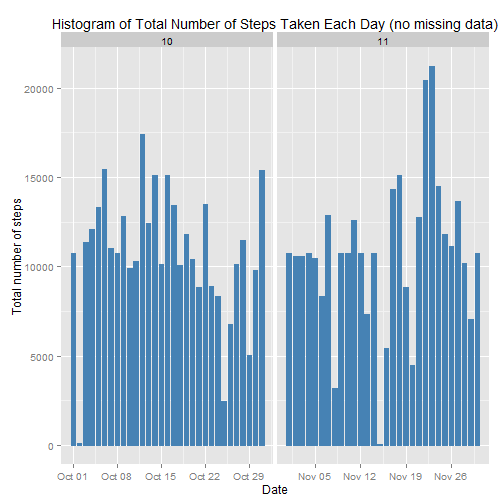 Histogram of Total Number of Steps Taken Each Day (no missing data)
10 11
20000
15000
10000
5000
0
Total number of steps
Oct 01 Oct 08 Oct 15 Oct 22 Oct 29 Nov 05 Nov 12 Nov 19 Nov 26
Date